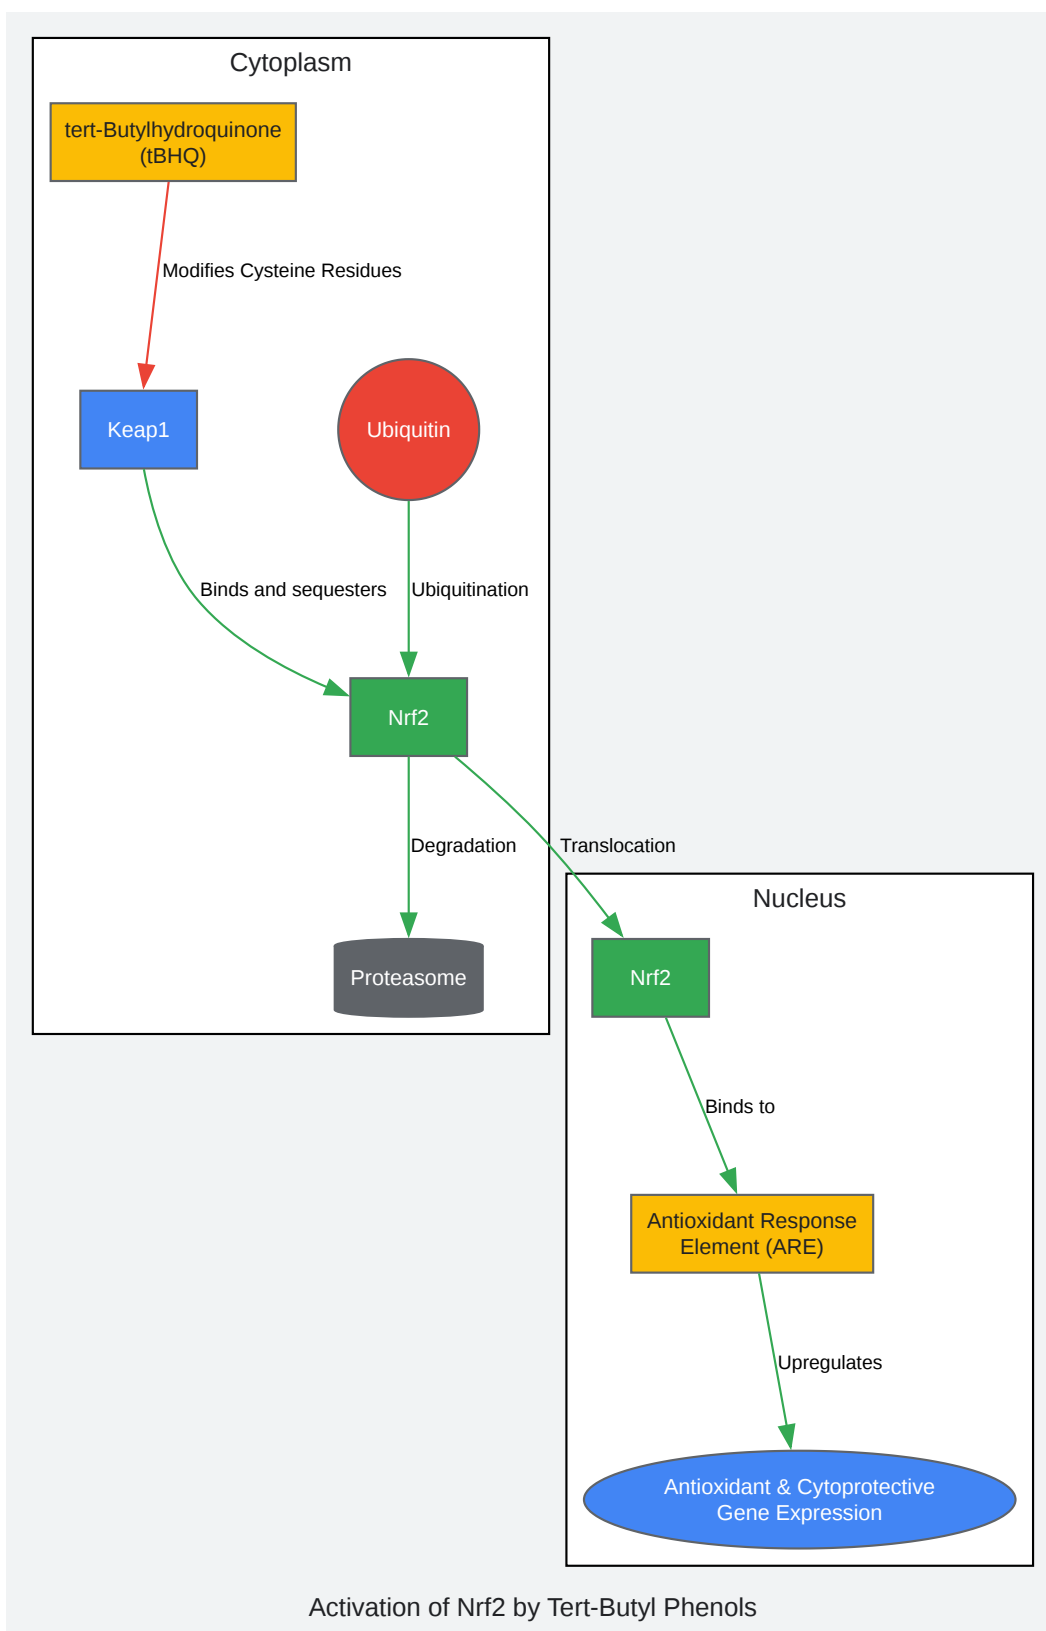 Cytoplasm
tert-Butylhydroquinone
(tBHQ)
Modifies Cysteine Residues
Keap1
Ubiquitin
Binds and sequesters
Ubiquitination
Nrf2
Degradation
Translocation
Proteasome
Nucleus
Nrf2
Binds to
Antioxidant Response
Element (ARE)
Upregulates
Antioxidant & Cytoprotective
Gene Expression
Activation of Nrf2 by Tert-Butyl Phenols